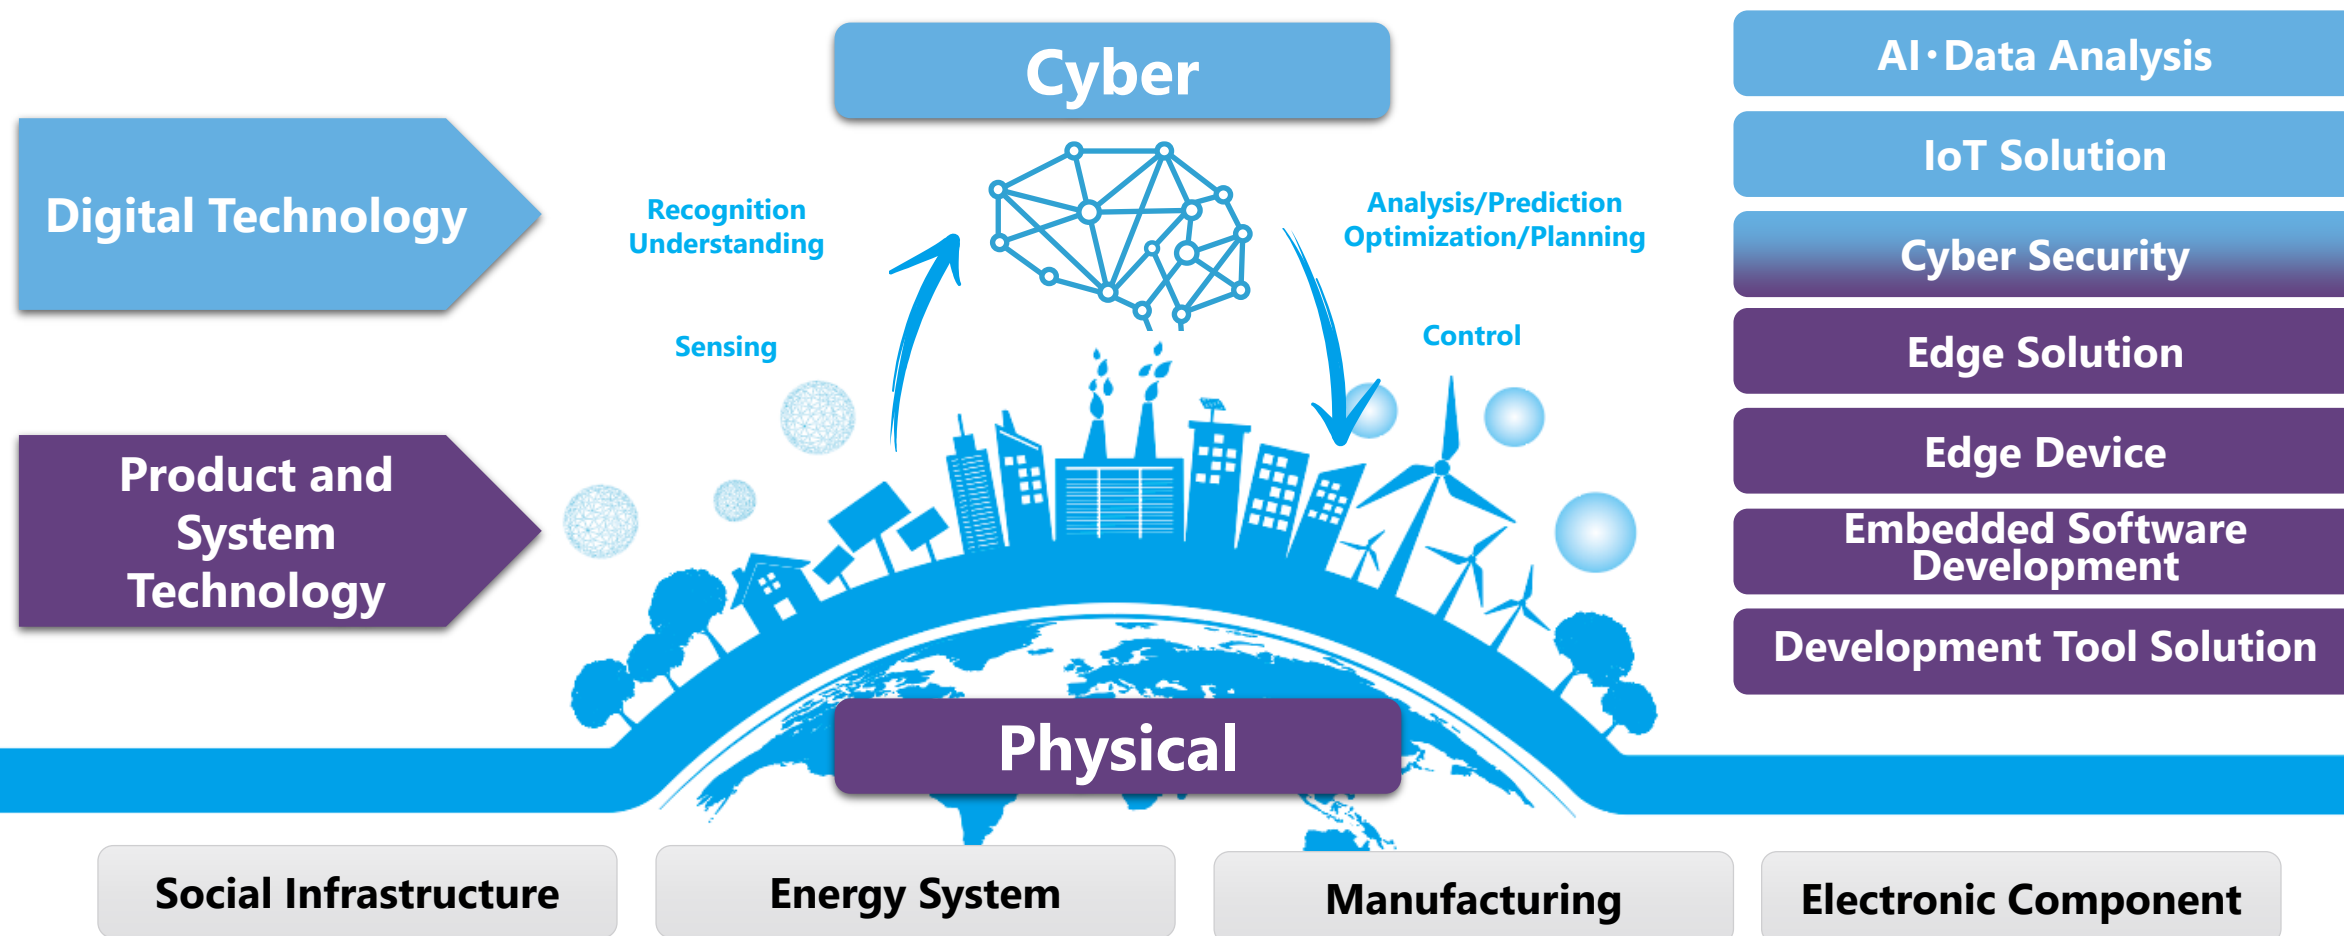 Cyber
Digital Technology
Product and
System
Technology
Recognition
Understanding
Sensing
Analysis/Prediction
Optimization/Planning
Control
Physical
AI・Data Analysis
IoT Solution
Cyber Security
Edge Solution
Edge Device
Embedded Software
Development
Development Tool Solution
Social Infrastructure
Energy System
Manufacturing
Electronic Component